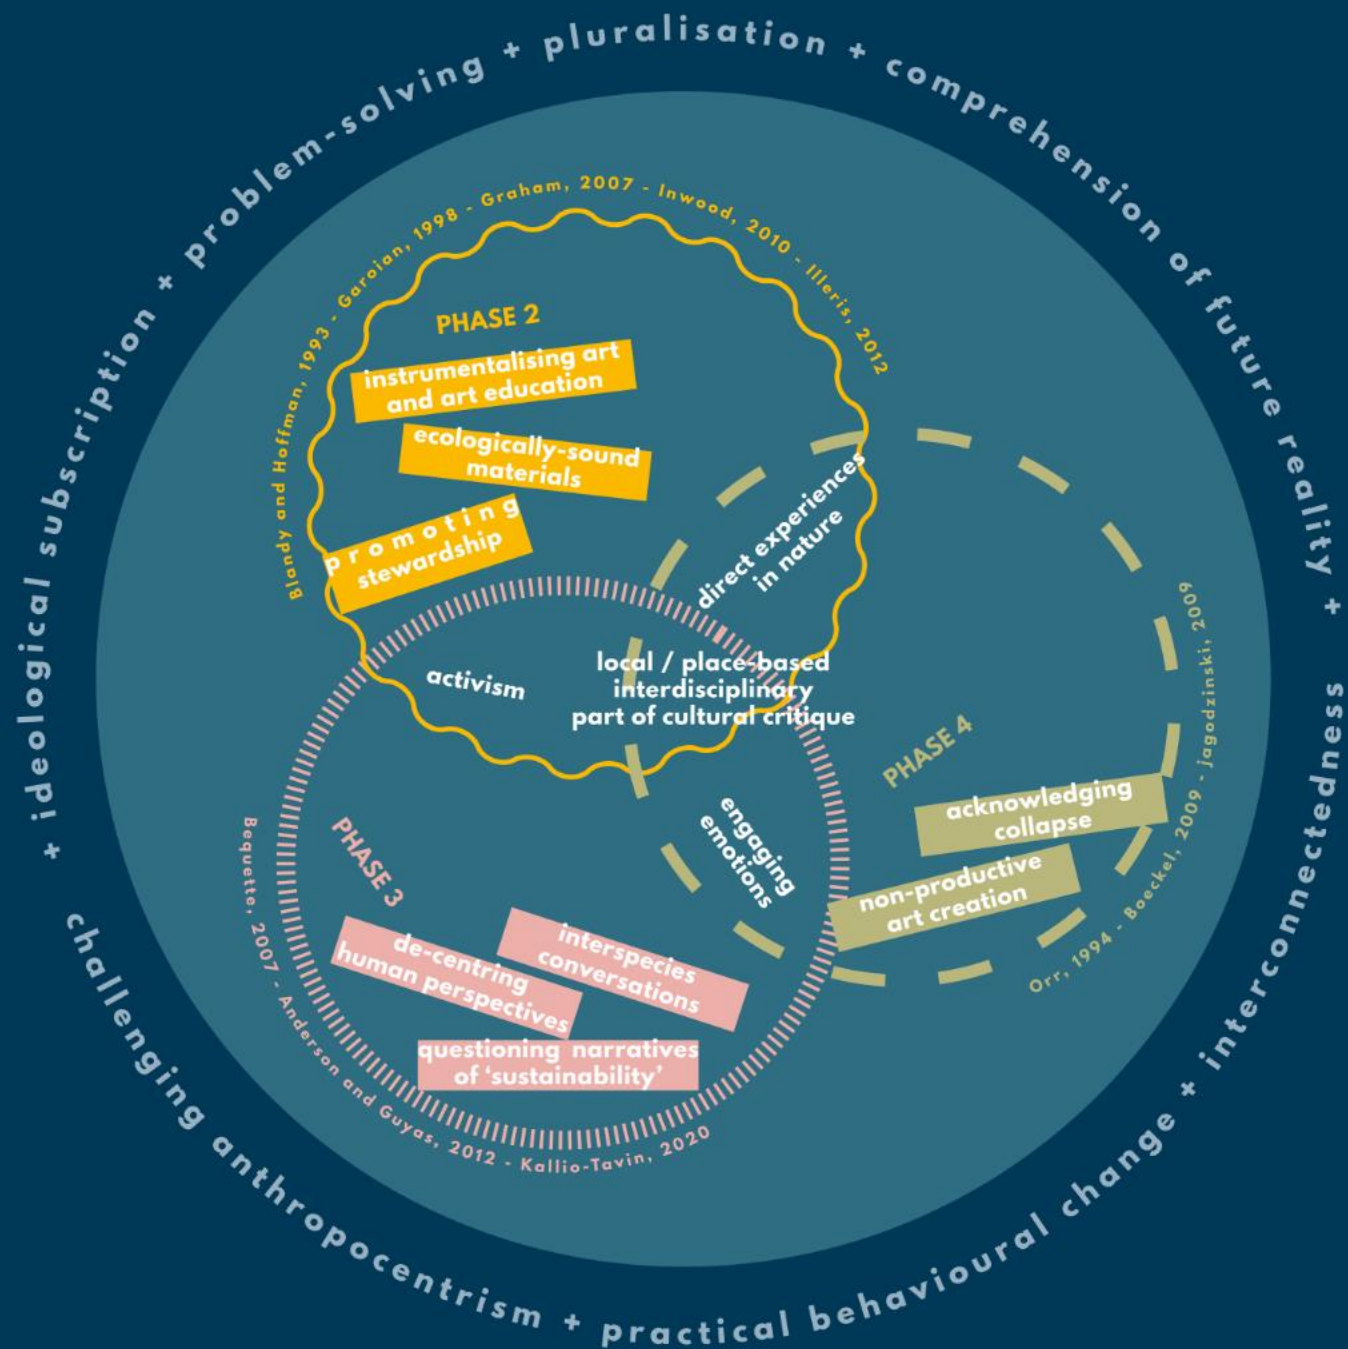 + ideological subscription + problem-solving + pluralisation + comprehension of future reality +
challenging anthropocentrism + practical behavioural change + interconnectedness
Blandy and Hoffman, 1993 - Garoian, 1998 - Graham, 2007 - Inwood, 2010 - Illeris, 2012
PHASE 2
instrumentalising art
and art education
ecologically-sound
materials
promoting
stewardship
direct experiences
in nature
activism
local / place-based
interdisciplinary
part of cultural critique
engaging
emotions
PHASE 4
acknowledging
collapse
non-productive
art creation
Orr, 1994 - Boeckel, 2009 - jagodzinski, 2009
PHASE 3
de-centring
human perspectives
interspecies
conversations
questioning narratives
of ‘sustainability’
Bequette, 2007 - Anderson and Guyas, 2012 - Kallio-Tavin, 2020